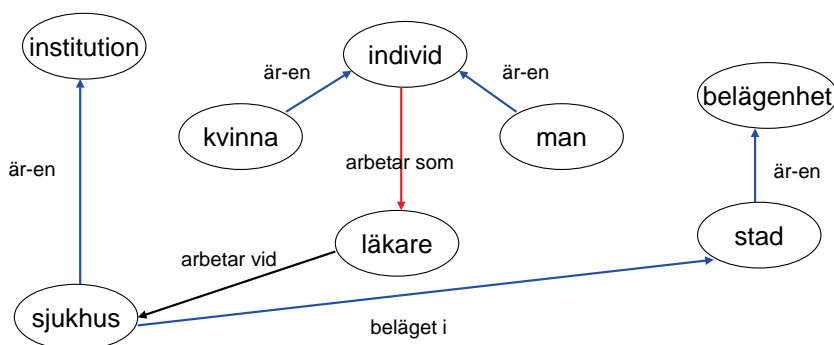 institution
individ
är-en
är-en
belägenhet
kvinna
man
är-en
arbetar som
är-en
läkare
stad
arbetar vid
sjukhus
beläget i